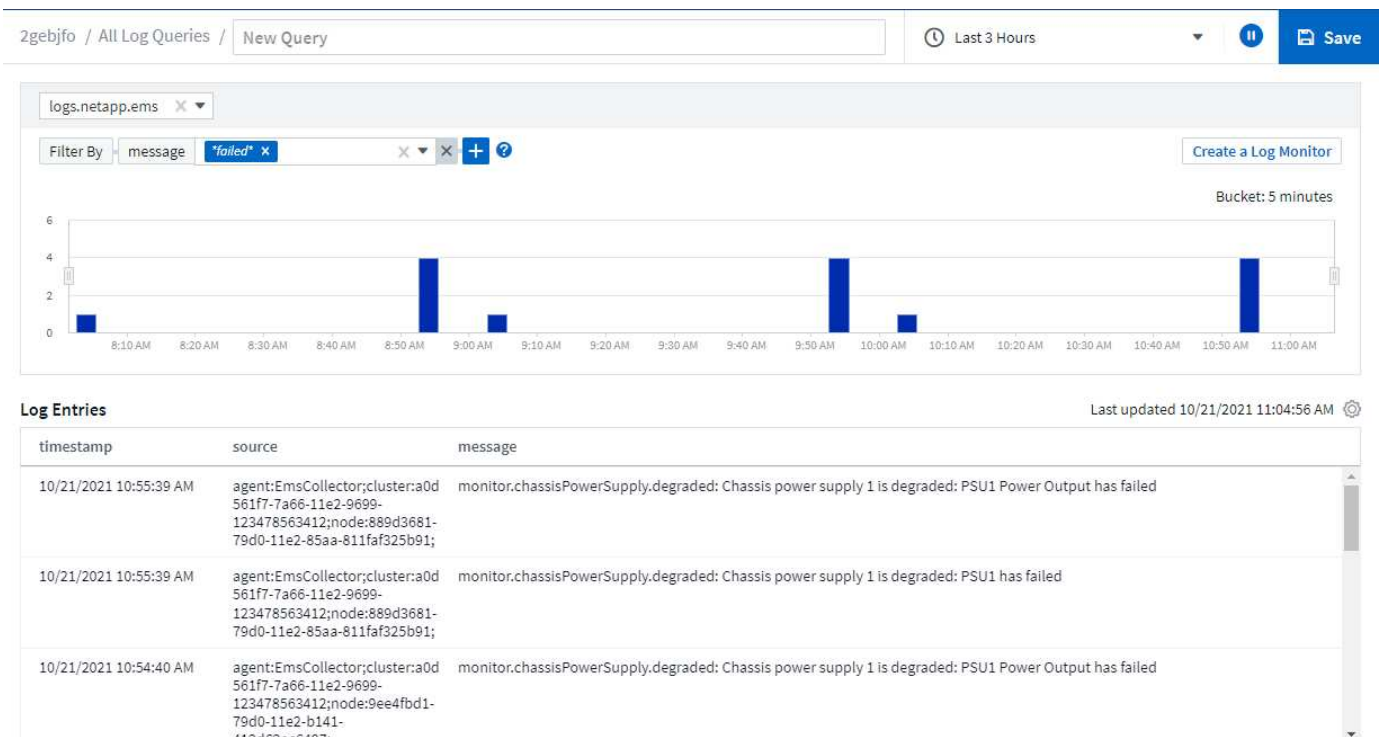 2gebjfo / All Log Queries / New Query
Last 3 Hours
Save
logs.netapp.ems
Filter By message *failed*
Create a Log Monitor
Bucket: 5 minutes
6
4
2
0
8:10 AM 8:20 AM 8:30 AM 8:40 AM 8:50 AM 9:00 AM 9:10 AM 9:20 AM 9:30 AM 9:40 AM 9:50 AM 10:00 AM 10:10 AM 10:20 AM 10:30 AM 10:40 AM 10:50 AM 11:00 AM
Log Entries
Last updated 10/21/2021 11:04:56 AM
timestamp source message
10/21/2021 10:55:39 AM agent:EmsCollector;cluster:a0d monitor.chassisPowerSupply.degraded: Chassis power supply 1 is degraded: PSU1 Power Output has failed
561f7-7a66-11e2-9699-
123478563412;node:889d3681-
79d0-11e2-85aa-811faf325b91;
10/21/2021 10:55:39 AM agent:EmsCollector;cluster:a0d monitor.chassisPowerSupply.degraded: Chassis power supply 1 is degraded: PSU1 has failed
561f7-7a66-11e2-9699-
123478563412;node:889d3681-
79d0-11e2-85aa-811faf325b91;
10/21/2021 10:54:40 AM agent:EmsCollector;cluster:a0d monitor.chassisPowerSupply.degraded: Chassis power supply 1 is degraded: PSU1 Power Output has failed
561f7-7a66-11e2-9699-
123478563412;node:9ee4fbd1-
79d0-11e2-b141-